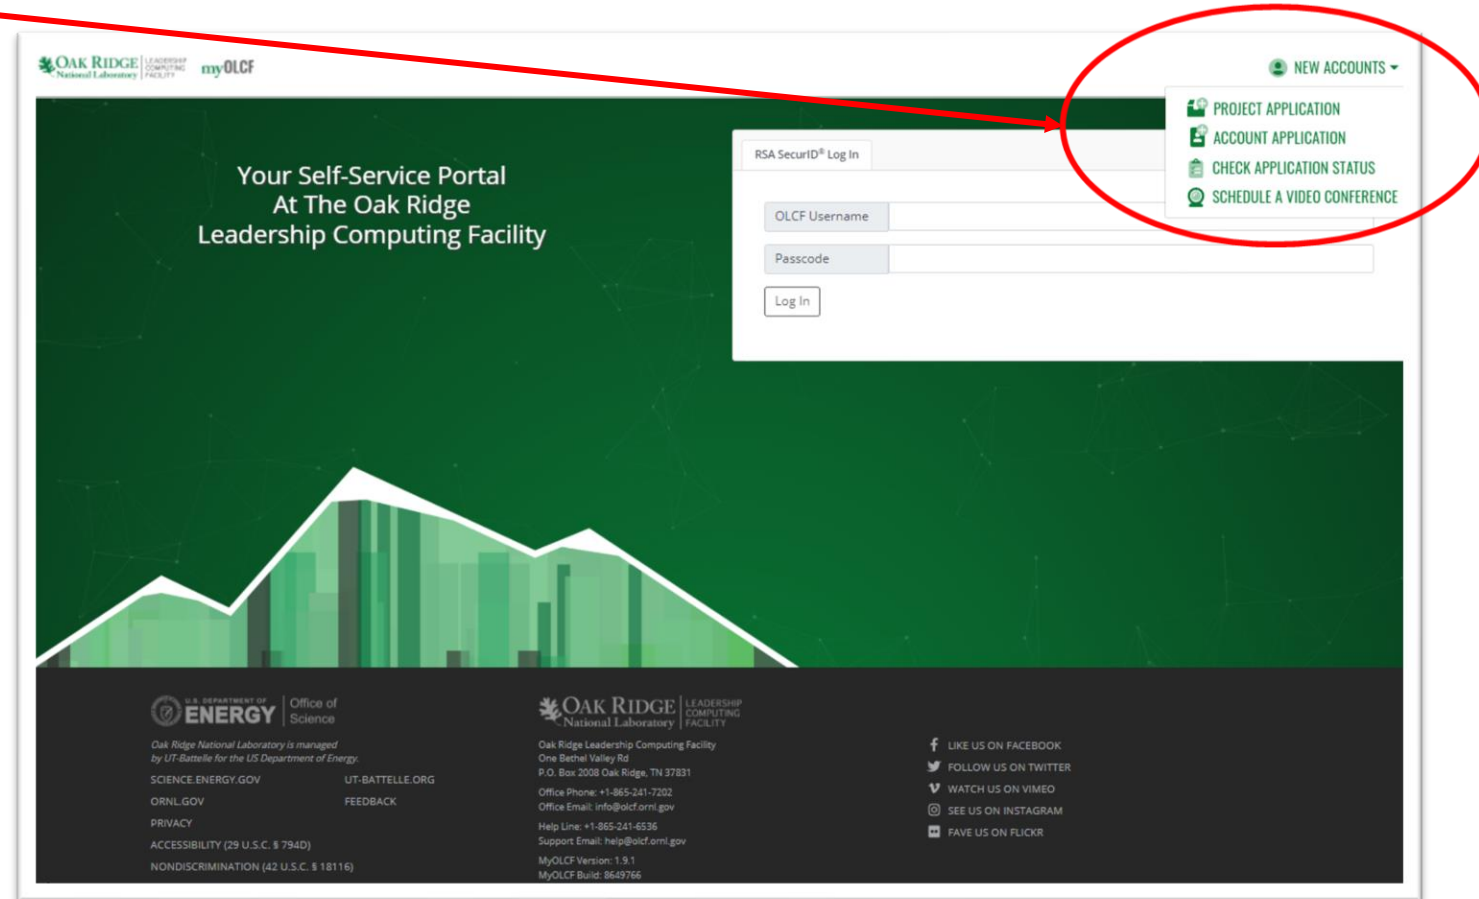 OAK RIDGE
National Laboratory
LEADERSHIP
COMPUTING
FACILITY
myOLCF
NEW ACCOUNTS
PROJECT APPLICATION
ACCOUNT APPLICATION
CHECK APPLICATION STATUS
SCHEDULE A VIDEO CONFERENCE
Your Self-Service Portal
At The Oak Ridge
Leadership Computing Facility
RSA SecurID® Log In
OLCF Username
Passcode
Log In
U.S. DEPARTMENT OF
ENERGY
Office of
Science
Oak Ridge National Laboratory is managed
by UT-Battelle for the US Department of Energy.
SCIENCE.ENERGY.GOV
UT-BATTELLE.ORG
ORNL.GOV
FEEDBACK
PRIVACY
ACCESSIBILITY (29 U.S.C. § 794D)
NONDISCRIMINATION (42 U.S.C. § 18116)
OAK RIDGE
National Laboratory
LEADERSHIP
COMPUTING
FACILITY
Oak Ridge Leadership Computing Facility
One Bethel Valley Rd
P.O. Box 2008 Oak Ridge, TN 37831
Office Phone: +1-865-241-7202
Office Email: info@olcf.ornl.gov
Help Line: +1-865-241-6536
Support Email: help@olcf.ornl.gov
MyOLCF Version: 1.9.1
MyOLCF Build: 8649766
LIKE US ON FACEBOOK
FOLLOW US ON TWITTER
WATCH US ON VIMEO
SEE US ON INSTAGRAM
FAVE US ON FLICKR